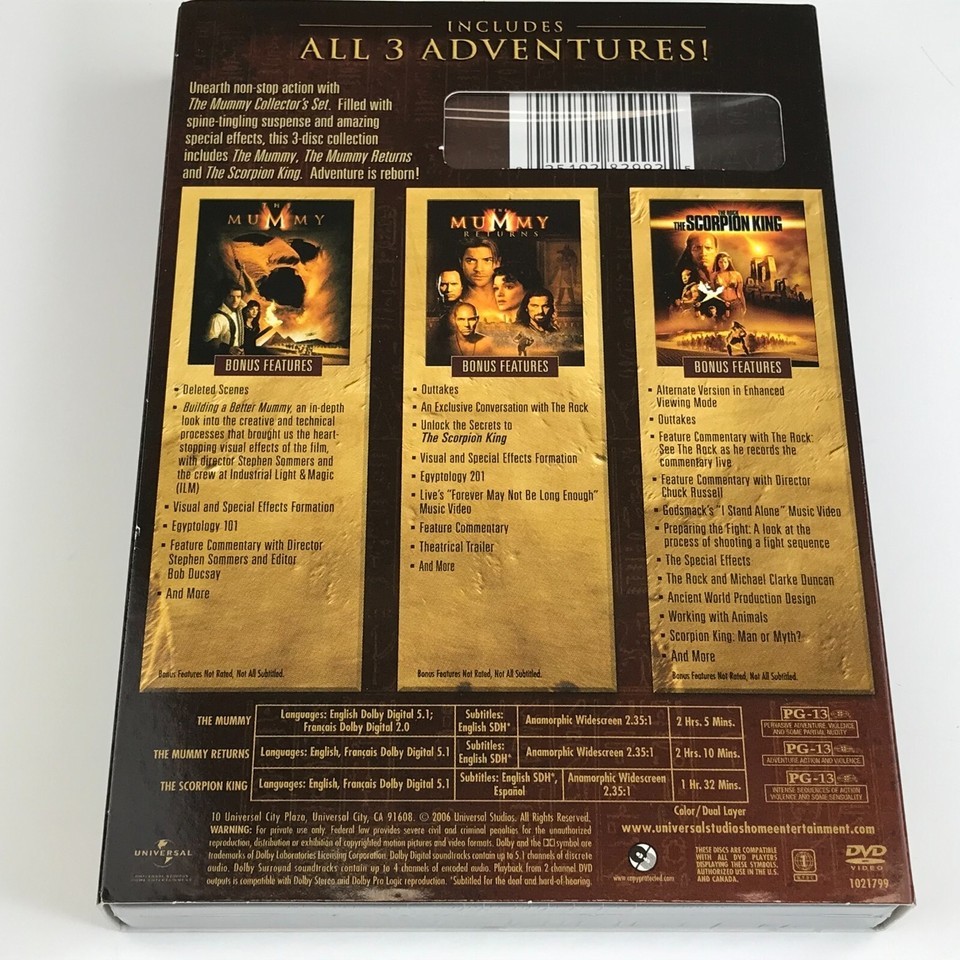 INCLUDES
ALL 3 ADVENTURES!
Unearth non-stop action with
The Mummy Collector's Set. Filled with
spine-tingling suspense and amazing
special effects, this 3-disc collection
includes The Mummy, The Mummy Returns
and The Scorpion King. Adventure is reborn!
25192 82992 5
THE
MUMMY
BONUS FEATURES
• Deleted Scenes
• Building a Better Mummy, an in-depth
look into the creative and technical
processes that brought us the heart-
stopping visual effects of the film,
with director Stephen Sommers and
the crew at Industrial Light & Magic
(ILM)
• Visual and Special Effects Formation
• Egyptology 101
• Feature Commentary with Director
Stephen Sommers and Editor
Bob Ducsay
• And More
Bonus Features Not Rated, Not All Subtitled.
THE
MUMMY
RETURNS
BONUS FEATURES
• Outtakes
• An Exclusive Conversation with The Rock
• Unlock the Secrets to
The Scorpion King
• Visual and Special Effects Formation
• Egyptology 201
• Live's "Forever May Not Be Long Enough"
Music Video
• Feature Commentary
• Theatrical Trailer
• And More
Bonus Features Not Rated, Not All Subtitled.
THE ROCK
THE SCORPION KING
BONUS FEATURES
• Alternate Version in Enhanced
Viewing Mode
• Outtakes
• Feature Commentary with The Rock:
See The Rock as he records the
commentary live
• Feature Commentary with Director
Chuck Russell
• Godsmack's "I Stand Alone" Music Video
• Preparing the Fight: A look at the
process of shooting a fight sequence
• The Special Effects
• The Rock and Michael Clarke Duncan
• Ancient World Production Design
• Working with Animals
• Scorpion King: Man or Myth?
• And More
Bonus Features Not Rated, Not All Subtitled.
THE MUMMY Languages: English Dolby Digital 5.1; Français Dolby Digital 2.0 Subtitles: English SDH* Anamorphic Widescreen 2.35:1 2 Hrs. 5 Mins. PG-13 PERVASIVE ADVENTURE VIOLENCE AND SOME PARTIAL NUDITY
THE MUMMY RETURNS Languages: English, Français Dolby Digital 5.1 Subtitles: English SDH* Anamorphic Widescreen 2.35:1 2 Hrs. 10 Mins. PG-13 ADVENTURE ACTION AND VIOLENCE
THE SCORPION KING Languages: English, Français Dolby Digital 5.1 Subtitles: English SDH*, Español Anamorphic Widescreen 2.35:1 1 Hr. 32 Mins. PG-13 INTENSE SEQUENCES OF ACTION VIOLENCE AND SOME SENSUALITY
Color/Dual Layer
10 Universal City Plaza, Universal City, CA 91608. © 2006 Universal Studios. All Rights Reserved.
www.universalstudioshomeentertainment.com
WARNING: For private use only. Federal law provides severe civil and criminal penalties for the unauthorized
reproduction, distribution or exhibition of copyrighted motion pictures and video formats. Dolby and the DD symbol are
trademarks of Dolby Laboratories Licensing Corporation. Dolby Digital soundtracks contain up to 5.1 channels of discrete
audio. Dolby Surround soundtracks contain up to 4 channels of encoded audio. Playback from 2 channel DVD
outputs is compatible with Dolby Stereo and Dolby Pro Logic reproduction. *Subtitled for the deaf and hard-of-hearing.
UNIVERSAL
www.copyprotected.com
THESE DISCS ARE COMPATIBLE
WITH ALL DVD PLAYERS
DISPLAYING THESE SYMBOLS.
AUTHORIZED FOR USE IN THE U.S.
AND CANADA.
1
DVD
VIDEO
1021799